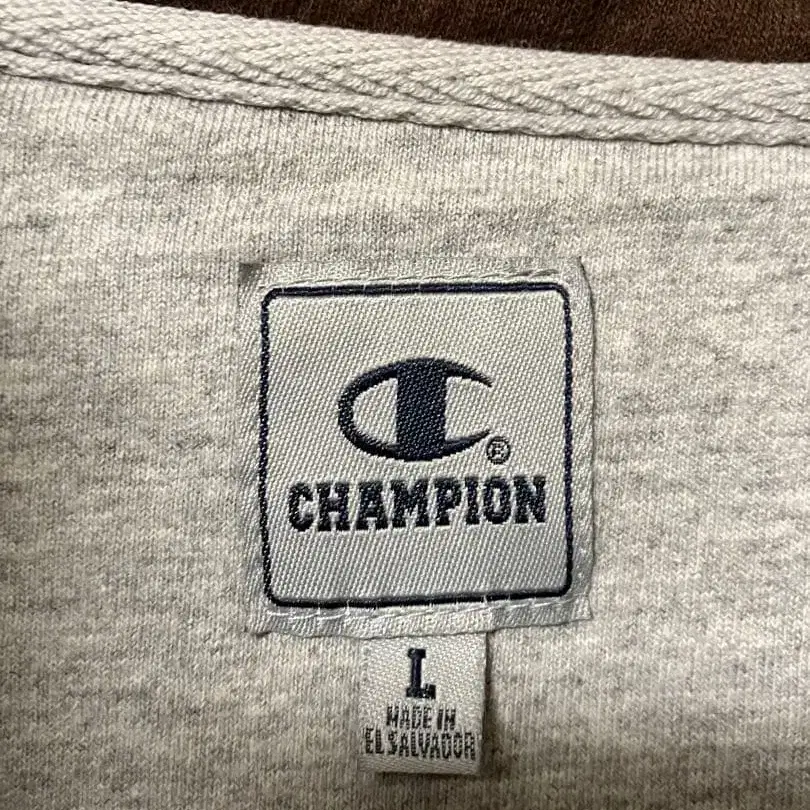 ®
CHAMPION
L
MADE IN
EL SALVADOR